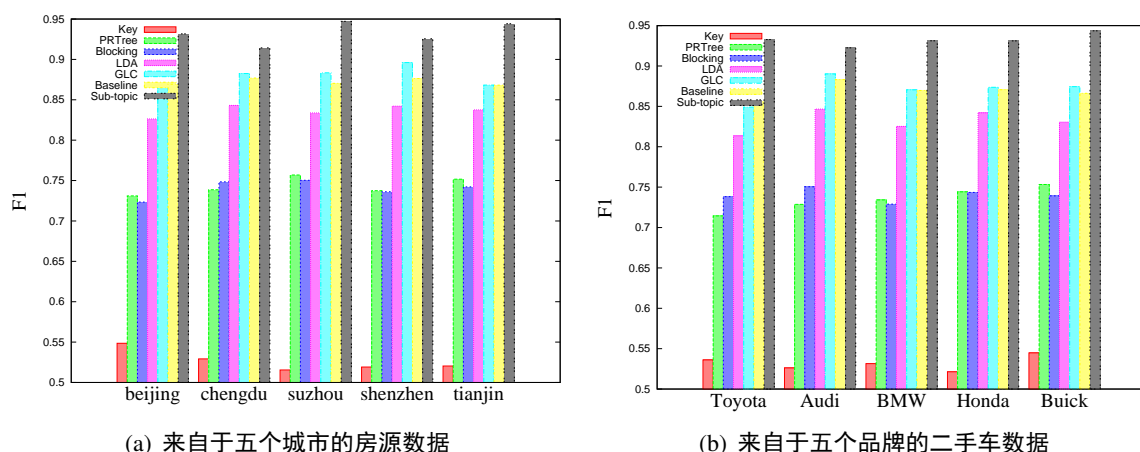 0.95
0.9
0.85
0.8
0.75
0.7
0.65
0.6
0.55
0.5
F1
Key
PRTree
Blocking
LDA
GLC
Baseline
Sub-topic
beijing chengdu suzhou shenzhen tianjin
(a) 来自于五个城市的房源数据
0.95
0.9
0.85
0.8
0.75
0.7
0.65
0.6
0.55
0.5
F1
Key
PRTree
Blocking
LDA
GLC
Baseline
Sub-topic
Toyota Audi BMW Honda Buick
(b) 来自于五个品牌的二手车数据